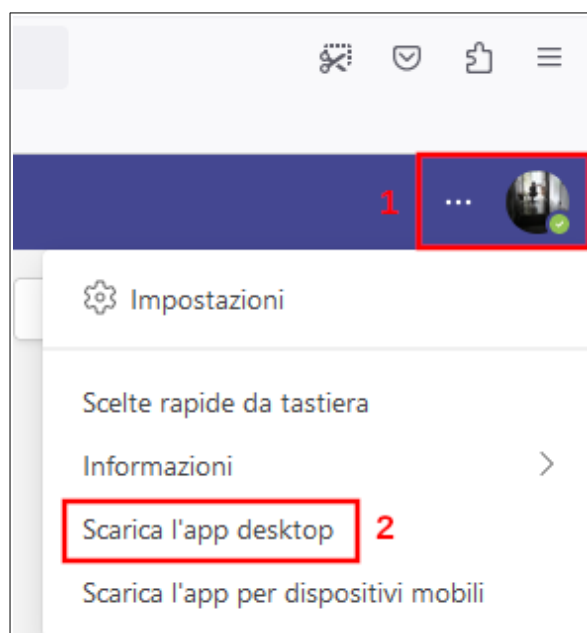 1 ...
Impostazioni
Scelte rapide da tastiera
Informazioni
Scarica l'app desktop 2
Scarica l'app per dispositivi mobili